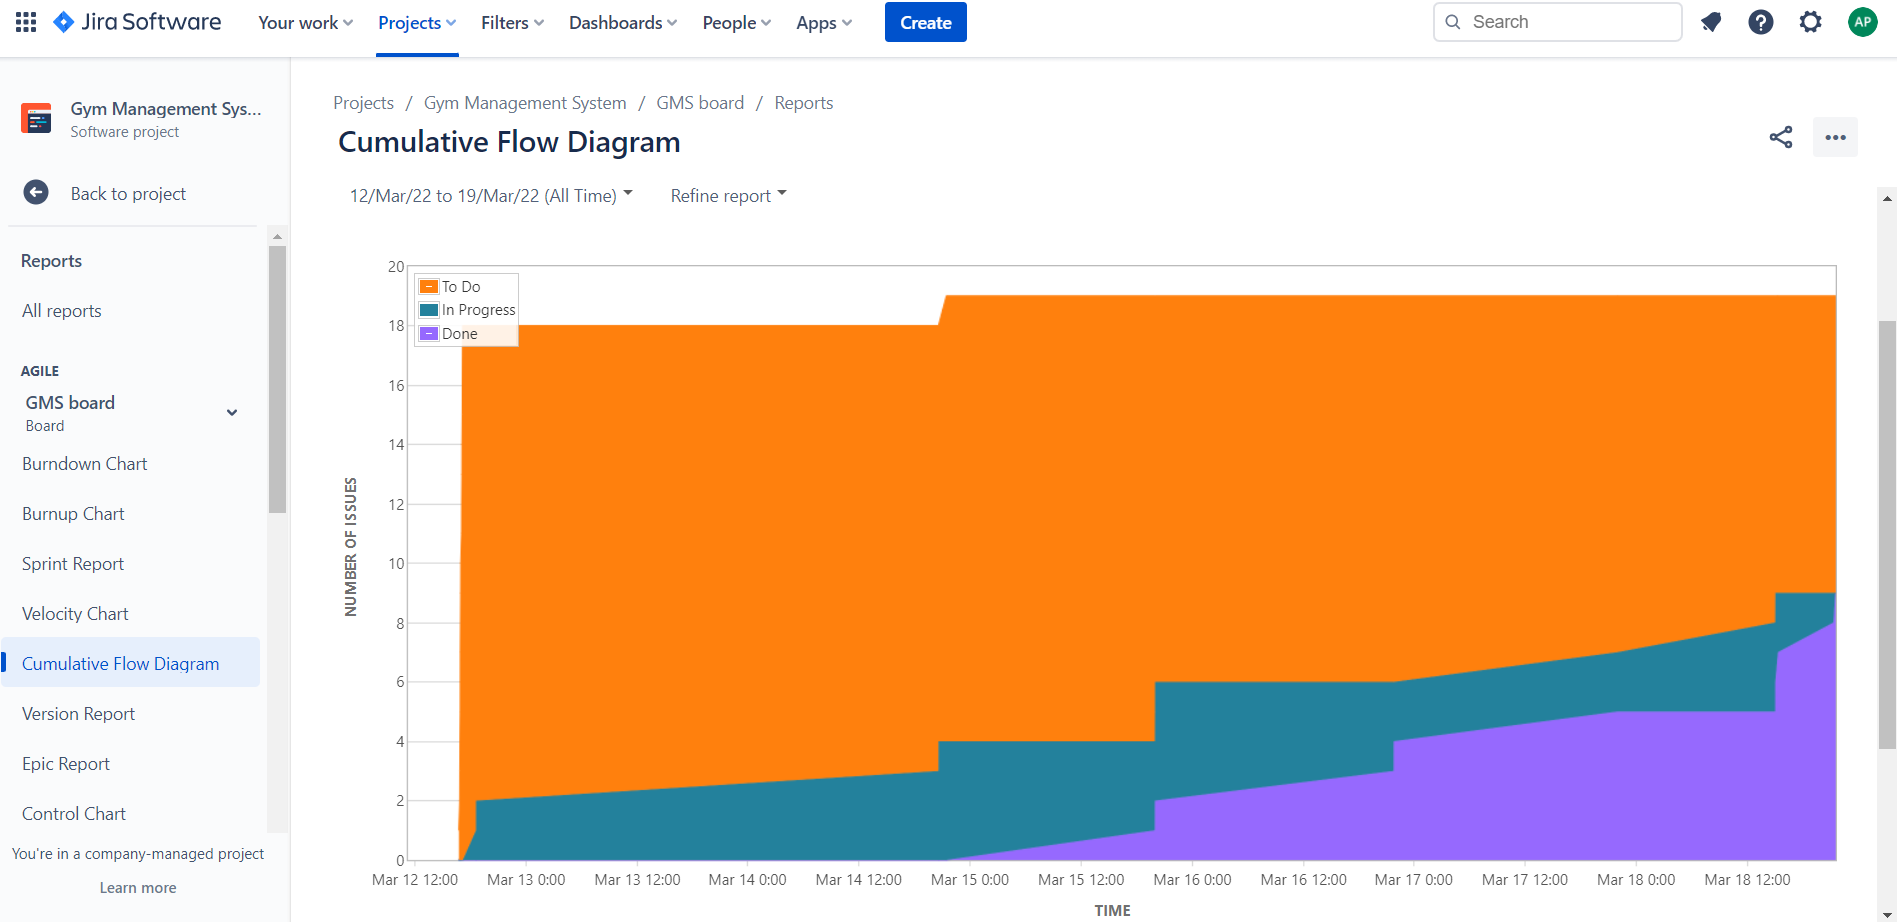 Jira Software
Your work
Projects
Filters
Dashboards
People
Apps
Create
Search
AP
Gym Management Sys...
Software project
Back to project
Reports
All reports
AGILE
GMS board
Board
Burndown Chart
Burnup Chart
Sprint Report
Velocity Chart
Cumulative Flow Diagram
Version Report
Epic Report
Control Chart
You're in a company-managed project
Learn more
Projects / Gym Management System / GMS board / Reports
Cumulative Flow Diagram
12/Mar/22 to 19/Mar/22 (All Time)
Refine report
To Do
In Progress
Done
20
18
16
14
12
10
8
6
4
2
0
NUMBER OF ISSUES
Mar 12 12:00
Mar 13 0:00
Mar 13 12:00
Mar 14 0:00
Mar 14 12:00
Mar 15 0:00
Mar 15 12:00
Mar 16 0:00
Mar 16 12:00
Mar 17 0:00
Mar 17 12:00
Mar 18 0:00
Mar 18 12:00
TIME